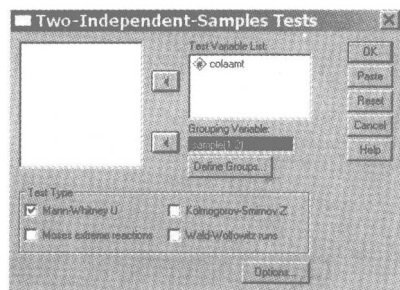 Two-Independent-Samples Tests
Test Variable List:
colaamt
Grouping Variable:
sample(1 2)
Define Groups...
OK
Paste
Reset
Cancel
Help
Test Type
Mann-Whitney U
Kolmogorov-Smirnov Z
Moses extreme reactions
Wald-Wolfowitz runs
Options...